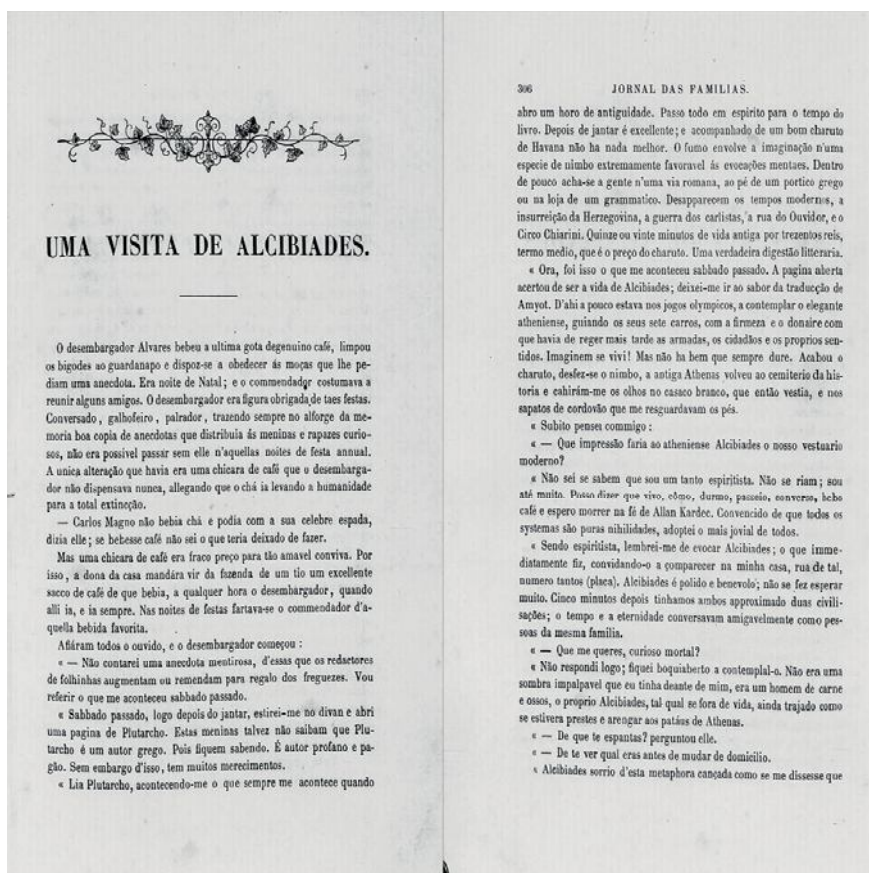 UMA VISITA DE ALCIBIADES.
O desembargador Alvares bebeu a ultima gota degenuino café, limpou
os bigodes ao guardanapo e dispoz-se a obedecer ás moças que lhe pe-
diam uma anecdota. Era noite de Natal; e o commendador costumava a
reunir alguns amigos. O desembargador era figura obrigada de taes festas.
Conversado, galhofeiro, palrador, trazendo sempre no alforge da me-
moria boa copia de anecdotas que distribuia ás meninas e rapazes curio-
sos, não era possivel passar sem elle n'aquellas noites de festa annual.
A unica alteração que havia era uma chicara de café que o desembarga-
dor não dispensava nunca, allegando que o chá ia levando a humanidade
para a total extincção.
— Carlos Magno não bebia chá e podia com a sua celebre espada,
dizia elle; se bebesse café não sei o que teria deixado de fazer.
Mas uma chicara de café era fraco preço para tão amavel conviva. Por
isso, a dona da casa mandára vir da fazenda de um tio um excellente
sacco de café de que bebia, a qualquer hora o desembargador, quando
alli ia, e ia sempre. Nas noites de festas fartava-se o commendador d'a-
quella bebida favorita.
Afiáram todos o ouvido, e o desembargador começou:
« — Não contarei uma anecdota mentirosa, d'essas que os redactores
de folhinhas augmentam ou remendam para regalo dos freguezes. Vou
referir o que me aconteceu sabbado passado.
« Sabbado passado, logo depois do jantar, estirei-me no divan e abri
uma pagina de Plutarcho. Estas meninas talvez não saibam que Plu-
tarcho é um autor grego. Pois fiquem sabendo. É autor profano e pa-
gão. Sem embargo d'isso, tem muitos merecimentos.
« Lia Plutarcho, acontecendo-me o que sempre me acontece quando
306 JORNAL DAS FAMILIAS.
abro um horo de antiguidade. Passo todo em espirito para o tempo do
livro. Depois de jantar é excellente; e acompanhado de um bom charuto
de Havana não ha nada melhor. O fumo envolve a imaginação n'uma
especie de nimbo extremamente favoravel ás evocações mentaes. Dentro
de pouco acha-se a gente n'uma via romana, ao pé de um portico grego
ou na loja de um grammatico. Desapparecem os tempos modernos, a
insurreição da Herzegovina, a guerra dos carlistas, a rua do Ouvidor, e o
Circo Chiarini. Quinze ou vinte minutos de vida antiga por trezentos reis,
termo medio, que é o preço do charuto. Uma verdadeira digestão litteraria.
« Ora, foi isso o que me aconteceu sabbado passado. A pagina aberta
acertou de ser a vida de Alcibiades; deixei-me ir ao sabor da traducção de
Amyot. D'ahi a pouco estava nos jogos olympicos, a contemplar o elegante
atheniense, guiando os seus sete carros, com a firmeza e o donaire com
que havia de reger mais tarde as armadas, os cidadãos e os proprios sen-
tidos. Imaginem se vivi! Mas não ha bem que sempre dure. Acabou o
charuto, desfez-se o nimbo, a antiga Athenas volveu ao cemiterio da his-
toria e cahirám-me os olhos no casaco branco, que então vestia, e nos
sapatos de cordovão que me resguardavam os pés.
« Subito pensei commigo:
« — Que impressão faria ao atheniense Alcibiades o nosso vestuario
moderno?
« Não sei se sabem que sou um tanto espiritista. Não se riam; sou
até muito. Posso dizer que vivo, cômo, durmo, passeio, converso, bebo
café e espero morrer na fé de Allan Kardec. Convencido de que todos os
systemas são puras nihilidades, adoptei o mais jovial de todos.
« Sendo espiritista, lembrei-me de evocar Alcibiades; o que imme-
diatamente fiz, convidando-o a comparecer na minha casa, rua de tal,
numero tantos (placa). Alcibiades é polido e benevolo; não se fez esperar
muito. Cinco minutos depois tinhamos ambos approximado duas civili-
sações; o tempo e a eternidade conversavam amigavelmente como pes-
soas da mesma familia.
« — Que me queres, curioso mortal?
« Não respondi logo; fiquei boquiaberto a contemplal-o. Não era uma
sombra impalpavel que eu tinha deante de mim, era um homem de carne
e ossos, o proprio Alcibiades, tal qual se fora de vida, ainda trajado como
se estivera prestes e arengar aos patáus de Athenas.
« — De que te espantas? perguntou elle.
« — De te ver qual eras antes de mudar de domicilio.
« Alcibiades sorrio d'esta metaphora cançada como se me dissesse que